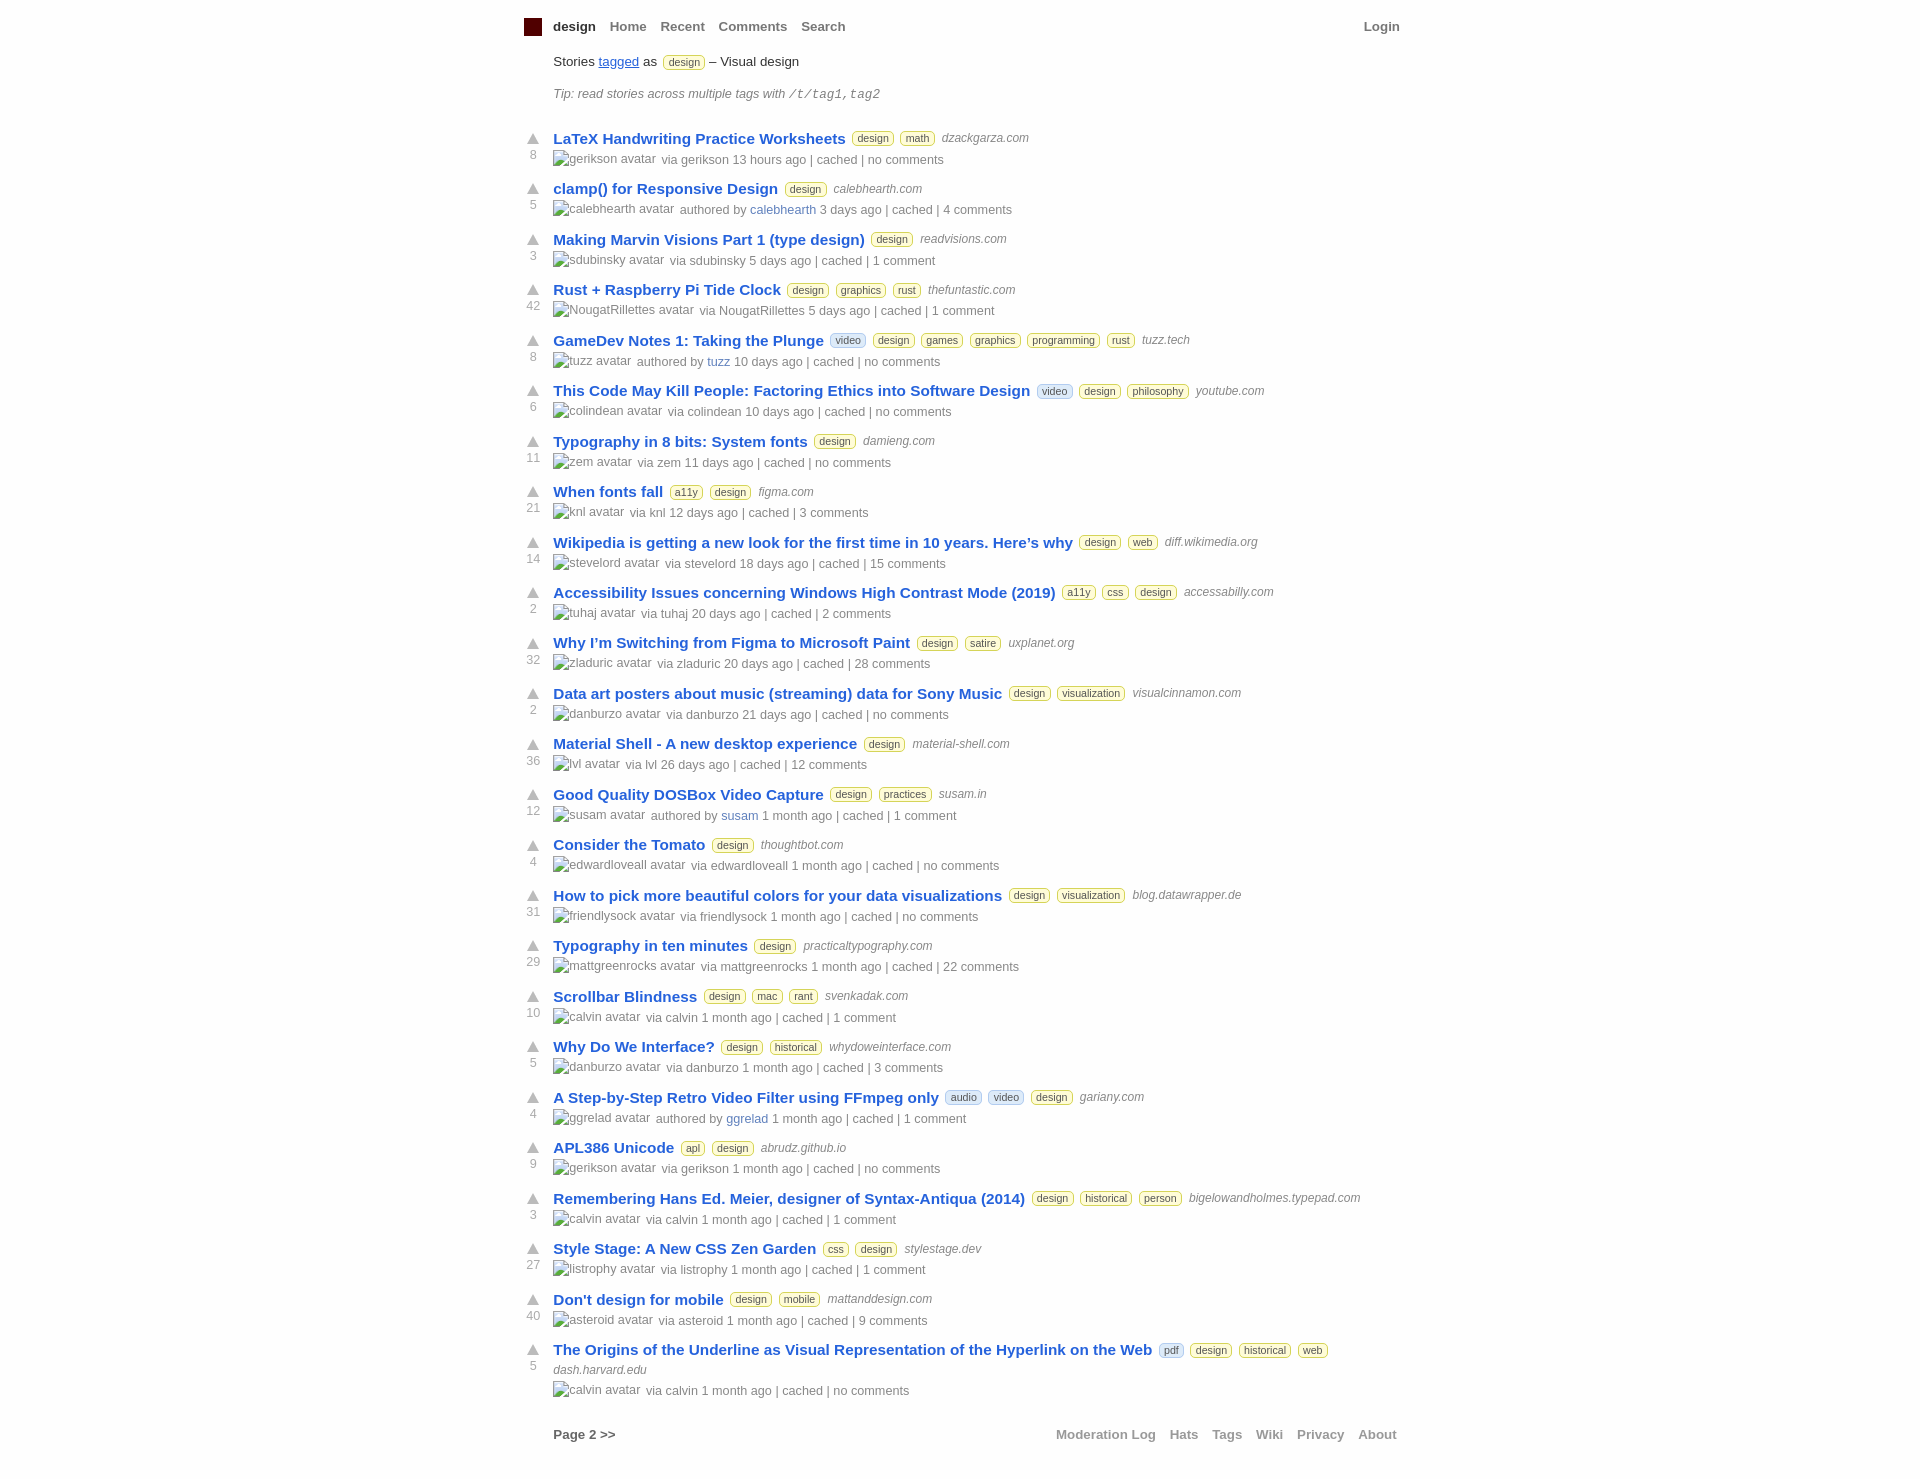 design Home Recent Comments Search Login
Stories tagged as design – Visual design
Tip: read stories across multiple tags with /t/tag1,tag2
LaTeX Handwriting Practice Worksheets design math dzackgarza.com
8
gerikson avatar via gerikson 13 hours ago | cached | no comments
clamp() for Responsive Design design calebhearth.com
5
calebhearth avatar authored by calebhearth 3 days ago | cached | 4 comments
Making Marvin Visions Part 1 (type design) design readvisions.com
3
sdubinsky avatar via sdubinsky 5 days ago | cached | 1 comment
Rust + Raspberry Pi Tide Clock design graphics rust thefuntastic.com
42
NougatRillettes avatar via NougatRillettes 5 days ago | cached | 1 comment
GameDev Notes 1: Taking the Plunge video design games graphics programming rust tuzz.tech
8
tuzz avatar authored by tuzz 10 days ago | cached | no comments
This Code May Kill People: Factoring Ethics into Software Design video design philosophy youtube.com
6
colindean avatar via colindean 10 days ago | cached | no comments
Typography in 8 bits: System fonts design damieng.com
11
zem avatar via zem 11 days ago | cached | no comments
When fonts fall a11y design figma.com
21
knl avatar via knl 12 days ago | cached | 3 comments
Wikipedia is getting a new look for the first time in 10 years. Here’s why design web diff.wikimedia.org
14
stevelord avatar via stevelord 18 days ago | cached | 15 comments
Accessibility Issues concerning Windows High Contrast Mode (2019) a11y css design accessabilly.com
2
tuhaj avatar via tuhaj 20 days ago | cached | 2 comments
Why I’m Switching from Figma to Microsoft Paint design satire uxplanet.org
32
zladuric avatar via zladuric 20 days ago | cached | 28 comments
Data art posters about music (streaming) data for Sony Music design visualization visualcinnamon.com
2
danburzo avatar via danburzo 21 days ago | cached | no comments
Material Shell - A new desktop experience design material-shell.com
36
lvl avatar via lvl 26 days ago | cached | 12 comments
Good Quality DOSBox Video Capture design practices susam.in
12
susam avatar authored by susam 1 month ago | cached | 1 comment
Consider the Tomato design thoughtbot.com
4
edwardloveall avatar via edwardloveall 1 month ago | cached | no comments
How to pick more beautiful colors for your data visualizations design visualization blog.datawrapper.de
31
friendlysock avatar via friendlysock 1 month ago | cached | no comments
Typography in ten minutes design practicaltypography.com
29
mattgreenrocks avatar via mattgreenrocks 1 month ago | cached | 22 comments
Scrollbar Blindness design mac rant svenkadak.com
10
calvin avatar via calvin 1 month ago | cached | 1 comment
Why Do We Interface? design historical whydoweinterface.com
5
danburzo avatar via danburzo 1 month ago | cached | 3 comments
A Step-by-Step Retro Video Filter using FFmpeg only audio video design gariany.com
4
ggrelad avatar authored by ggrelad 1 month ago | cached | 1 comment
APL386 Unicode apl design abrudz.github.io
9
gerikson avatar via gerikson 1 month ago | cached | no comments
Remembering Hans Ed. Meier, designer of Syntax-Antiqua (2014) design historical person bigelowandholmes.typepad.com
3
calvin avatar via calvin 1 month ago | cached | 1 comment
Style Stage: A New CSS Zen Garden css design stylestage.dev
27
listrophy avatar via listrophy 1 month ago | cached | 1 comment
Don't design for mobile design mobile mattanddesign.com
40
asteroid avatar via asteroid 1 month ago | cached | 9 comments
The Origins of the Underline as Visual Representation of the Hyperlink on the Web pdf design historical web
5
dash.harvard.edu
calvin avatar via calvin 1 month ago | cached | no comments
Page 2 >> Moderation Log Hats Tags Wiki Privacy About